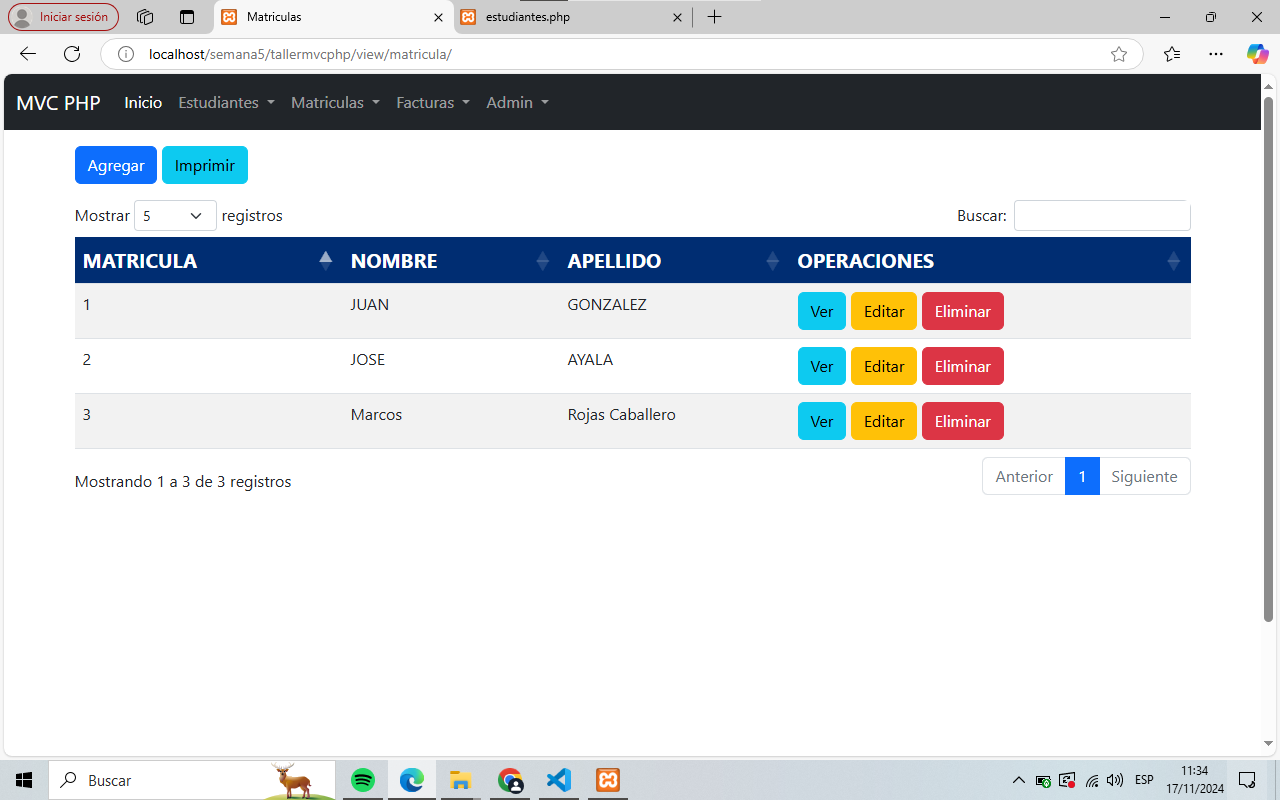 Iniciar sesión
Matriculas
estudiantes.php
localhost/semana5/tallermvcphp/view/matricula/
MVC PHP Inicio Estudiantes Matriculas Facturas Admin
Agregar Imprimir
Mostrar 5 registros Buscar:
MATRICULA NOMBRE APELLIDO OPERACIONES
1 JUAN GONZALEZ Ver Editar Eliminar
2 JOSE AYALA Ver Editar Eliminar
3 Marcos Rojas Caballero Ver Editar Eliminar
Mostrando 1 a 3 de 3 registros Anterior 1 Siguiente
Buscar
ESP
11:34
17/11/2024